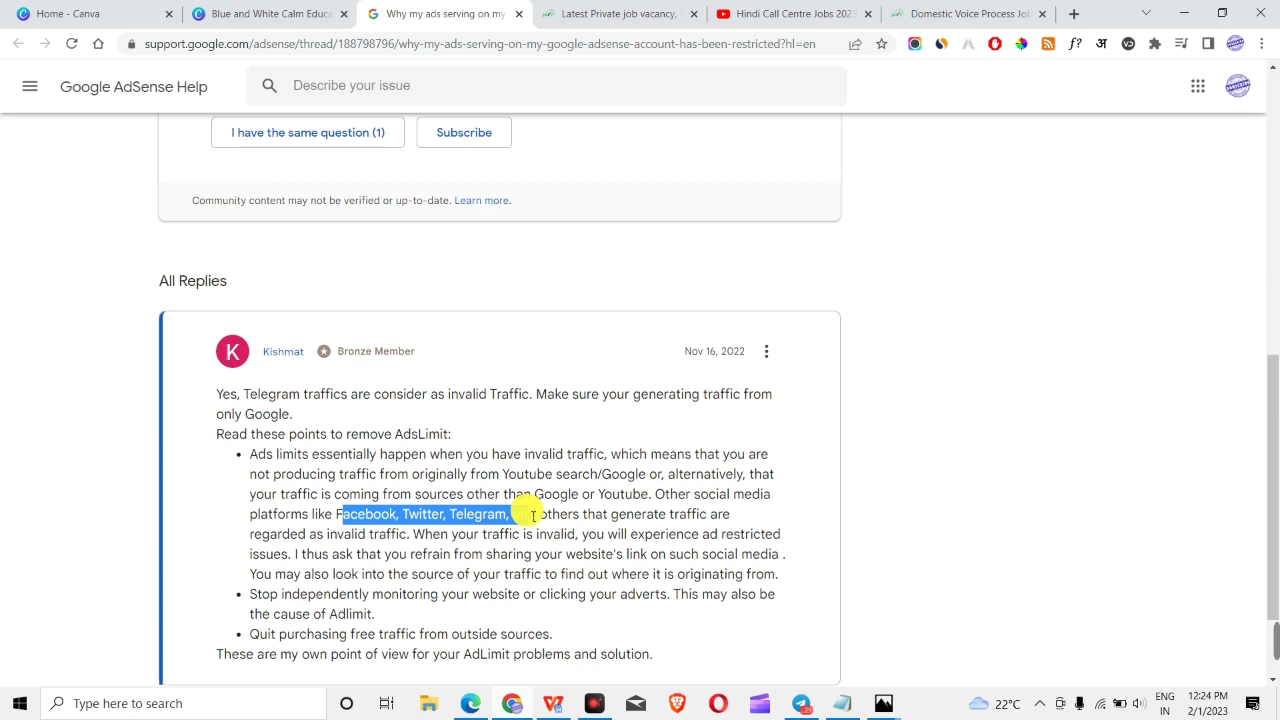 Home - Canva
Blue and White Calm Educa
Why my ads serving on my
Latest Private job vacancy,
Hindi Call Centre Jobs 2023
Domestic Voice Process Job
support.google.com/adsense/thread/188798796/why-my-ads-serving-on-my-google-adsense-account-has-been-restricted?hl=en
Google AdSense Help
Describe your issue
I have the same question (1)
Subscribe
Community content may not be verified or up-to-date. Learn more.
All Replies
K
Kishmat
Bronze Member
Nov 16, 2022
Yes, Telegram traffics are consider as invalid Traffic. Make sure your generating traffic from
only Google.
Read these points to remove AdsLimit:
Ads limits essentially happen when you have invalid traffic, which means that you are
not producing traffic from originally from Youtube search/Google or, alternatively, that
your traffic is coming from sources other than Google or Youtube. Other social media
platforms like Facebook, Twitter, Telegram, others that generate traffic are
regarded as invalid traffic. When your traffic is invalid, you will experience ad restricted
issues. I thus ask that you refrain from sharing your website's link on such social media .
You may also look into the source of your traffic to find out where it is originating from.
Stop independently monitoring your website or clicking your adverts. This may also be
the cause of Adlimit.
Quit purchasing free traffic from outside sources.
These are my own point of view for your AdLimit problems and solution.
Type here to search
22°C
ENG
IN
12:24 PM
2/1/2023